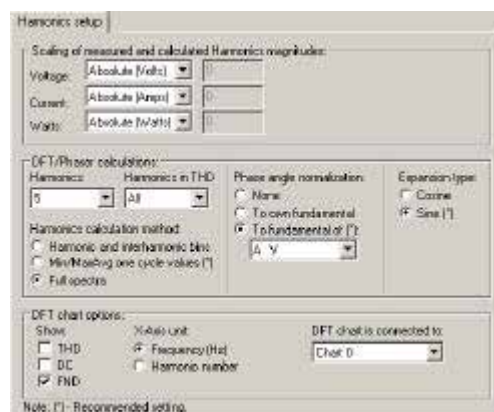 Harmonics setup
Scaling of measured and calculated Harmonics magnitudes:
Voltage: Absolute (Volts) 0
Current: Absolute (Amps) 0
Watts: Absolute (Watts) 0
DFT/Phasor calculations:
Harmonics Harmonics in THD Phase angle normalization: Expansion type:
5 All None Cosine
To own fundamental Sine (*)
Harmonics calculation method: To fundamental of (*):
Harmonic and interharmonic bins A V
Min/Max/Avg one cycle values (*)
Full spectra
DFT chart options:
Show: X-Axis unit: DFT chart is connected to:
THD Frequency (Hz) Chart 0
DC Harmonic number
FND
Note: (*) - Recommended setting.